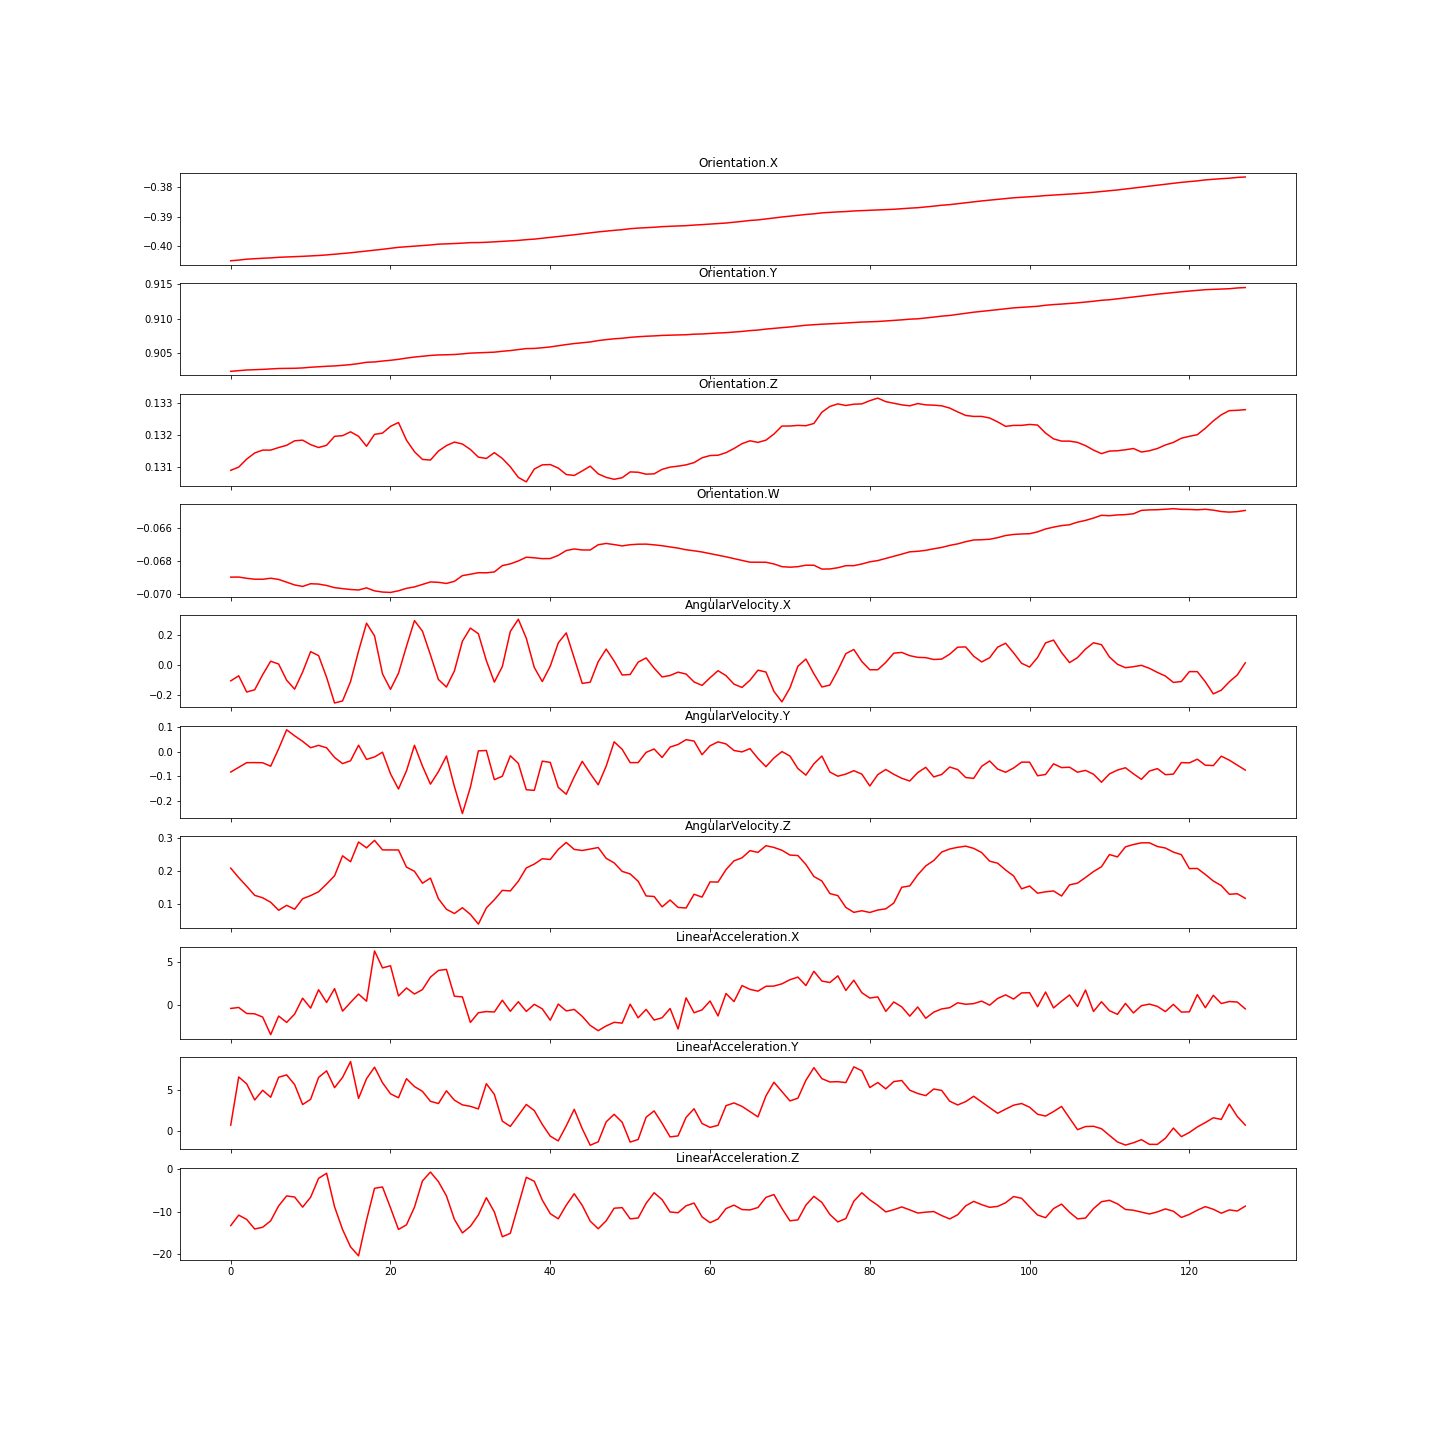 Orientation.X
−0.38
−0.39
−0.40
Orientation.Y
0.915
0.910
0.905
Orientation.Z
0.133
0.132
0.131
Orientation.W
−0.066
−0.068
−0.070
AngularVelocity.X
0.2
0.0
−0.2
AngularVelocity.Y
0.1
0.0
−0.1
−0.2
AngularVelocity.Z
0.3
0.2
0.1
LinearAcceleration.X
5
0
LinearAcceleration.Y
5
0
LinearAcceleration.Z
0
−10
−20
0 20 40 60 80 100 120